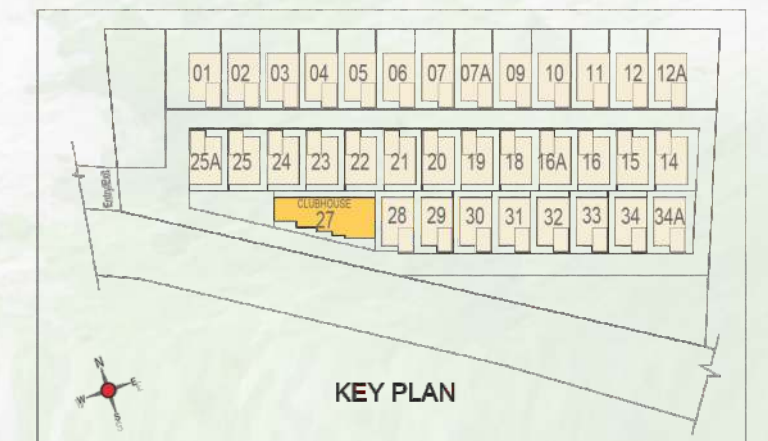 01 02 03 04 05 06 07 07A 09 10 11 12 12A
25A 25 24 23 22 21 20 19 18 16A 16 15 14
Entry/Exit
CLUBHOUSE
27 28 29 30 31 32 33 34 34A
N
W E
S
KEY PLAN